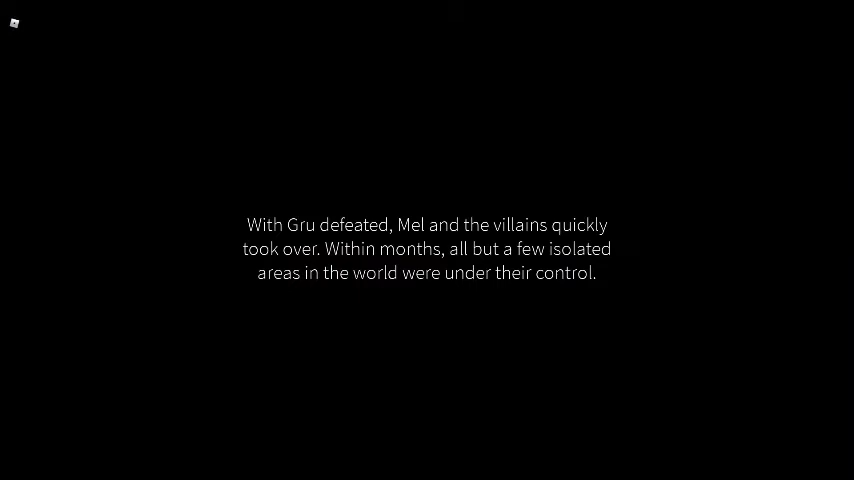 With Gru defeated, Mel and the villains quickly
took over. Within months, all but a few isolated
areas in the world were under their control.